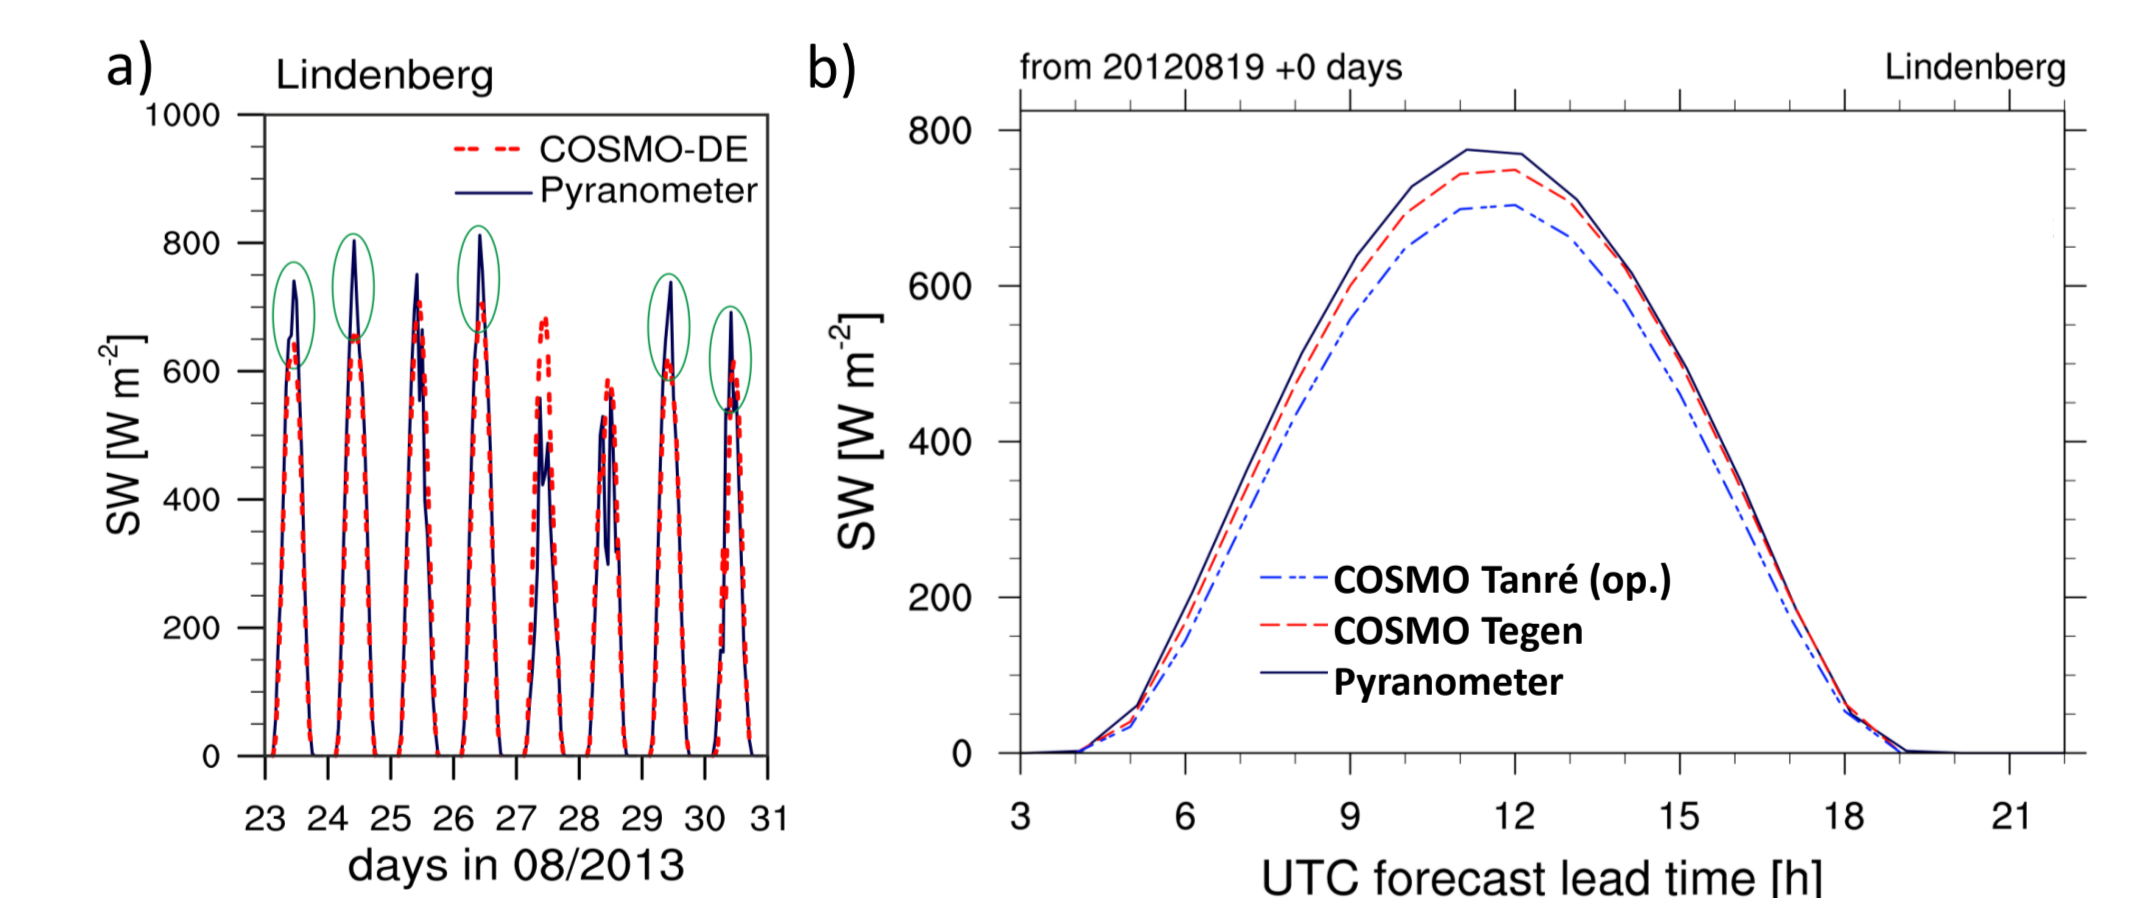 a)
Lindenberg
1000
800
600
400
200
0
SW [W m-2]
COSMO-DE
Pyranometer
23 24 25 26 27 28 29 30 31
days in 08/2013
b)
from 20120819 +0 days
Lindenberg
800
600
400
200
0
SW [W m-2]
COSMO Tanré (op.)
COSMO Tegen
Pyranometer
3 6 9 12 15 18 21
UTC forecast lead time [h]